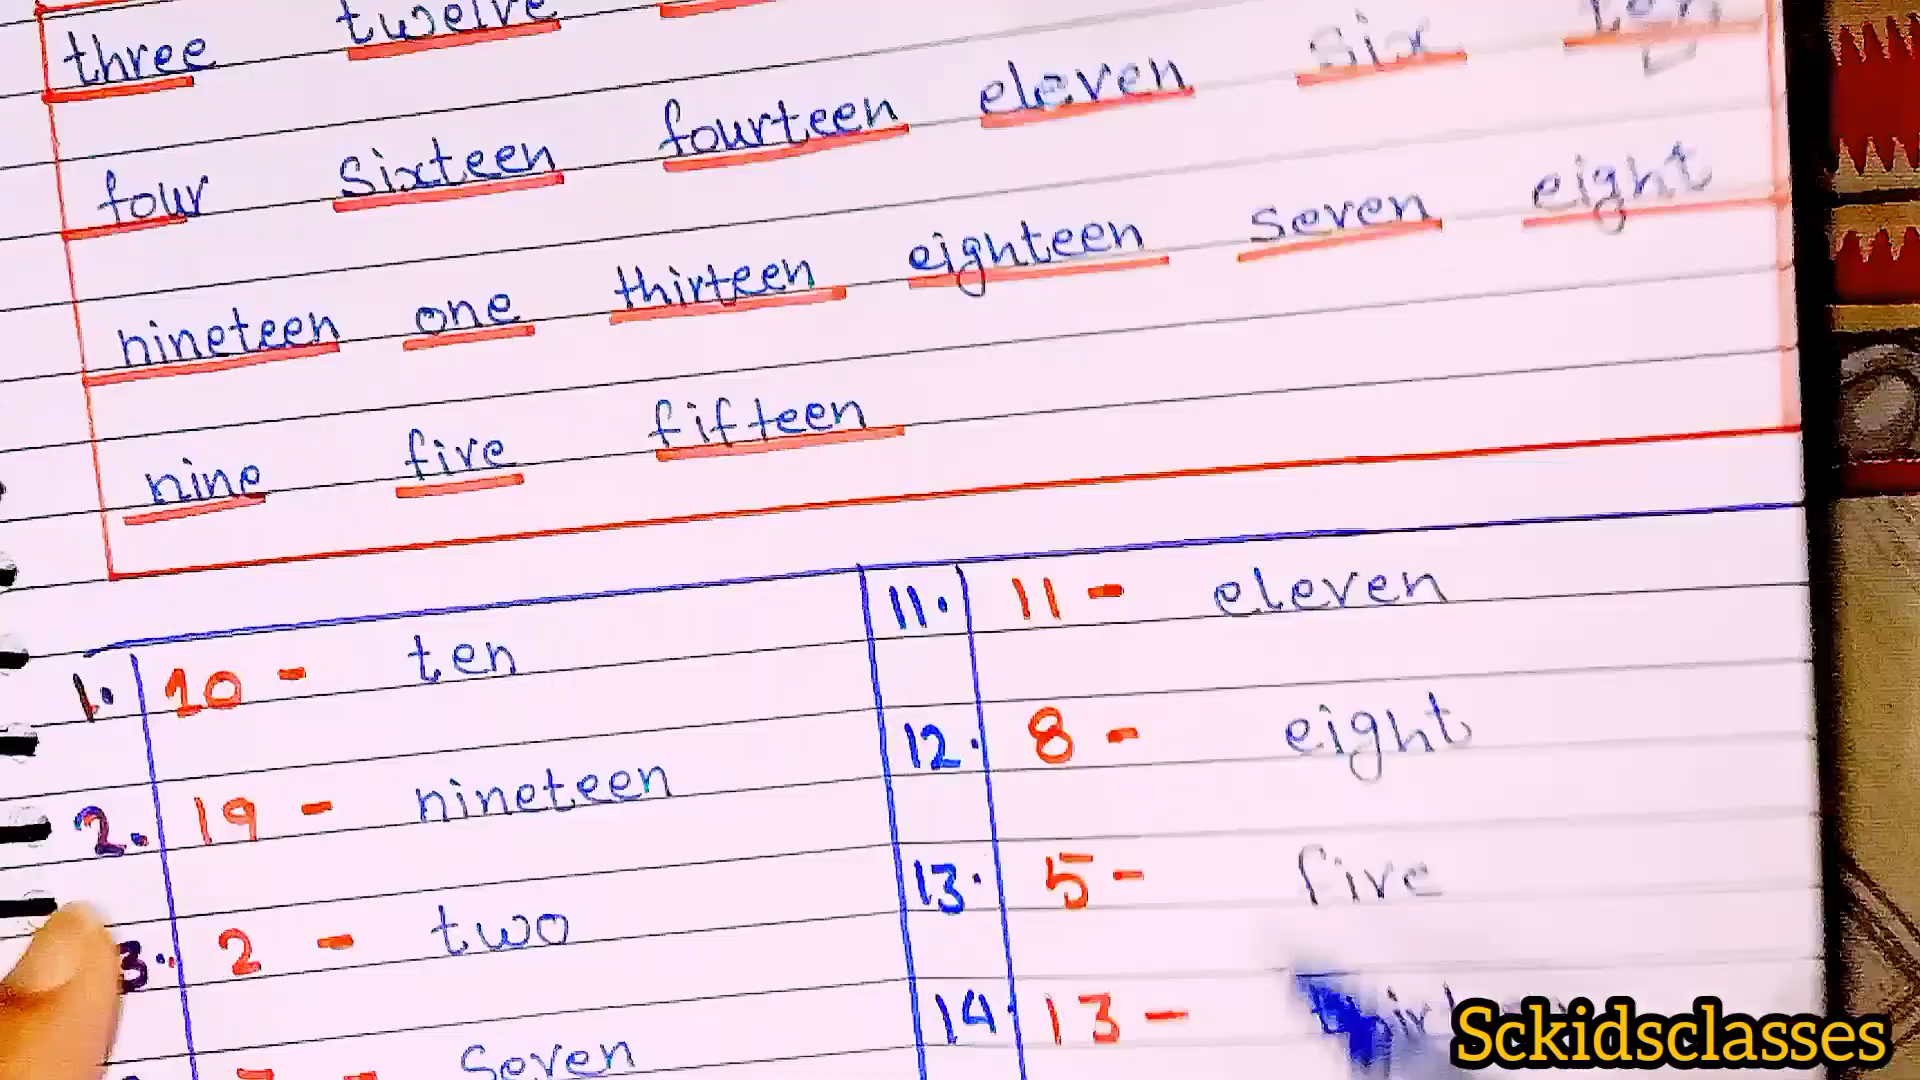 three twelve
four sixteen fourteen eleven six ten
nineteen one thirteen eighteen seven eight
nine five fifteen
1. 10 - ten
2. 19 - nineteen
3. 2 - two
seven
11. 11 - eleven
12. 8 - eight
13. 5 - five
14. 13 -
Sckidsclasses